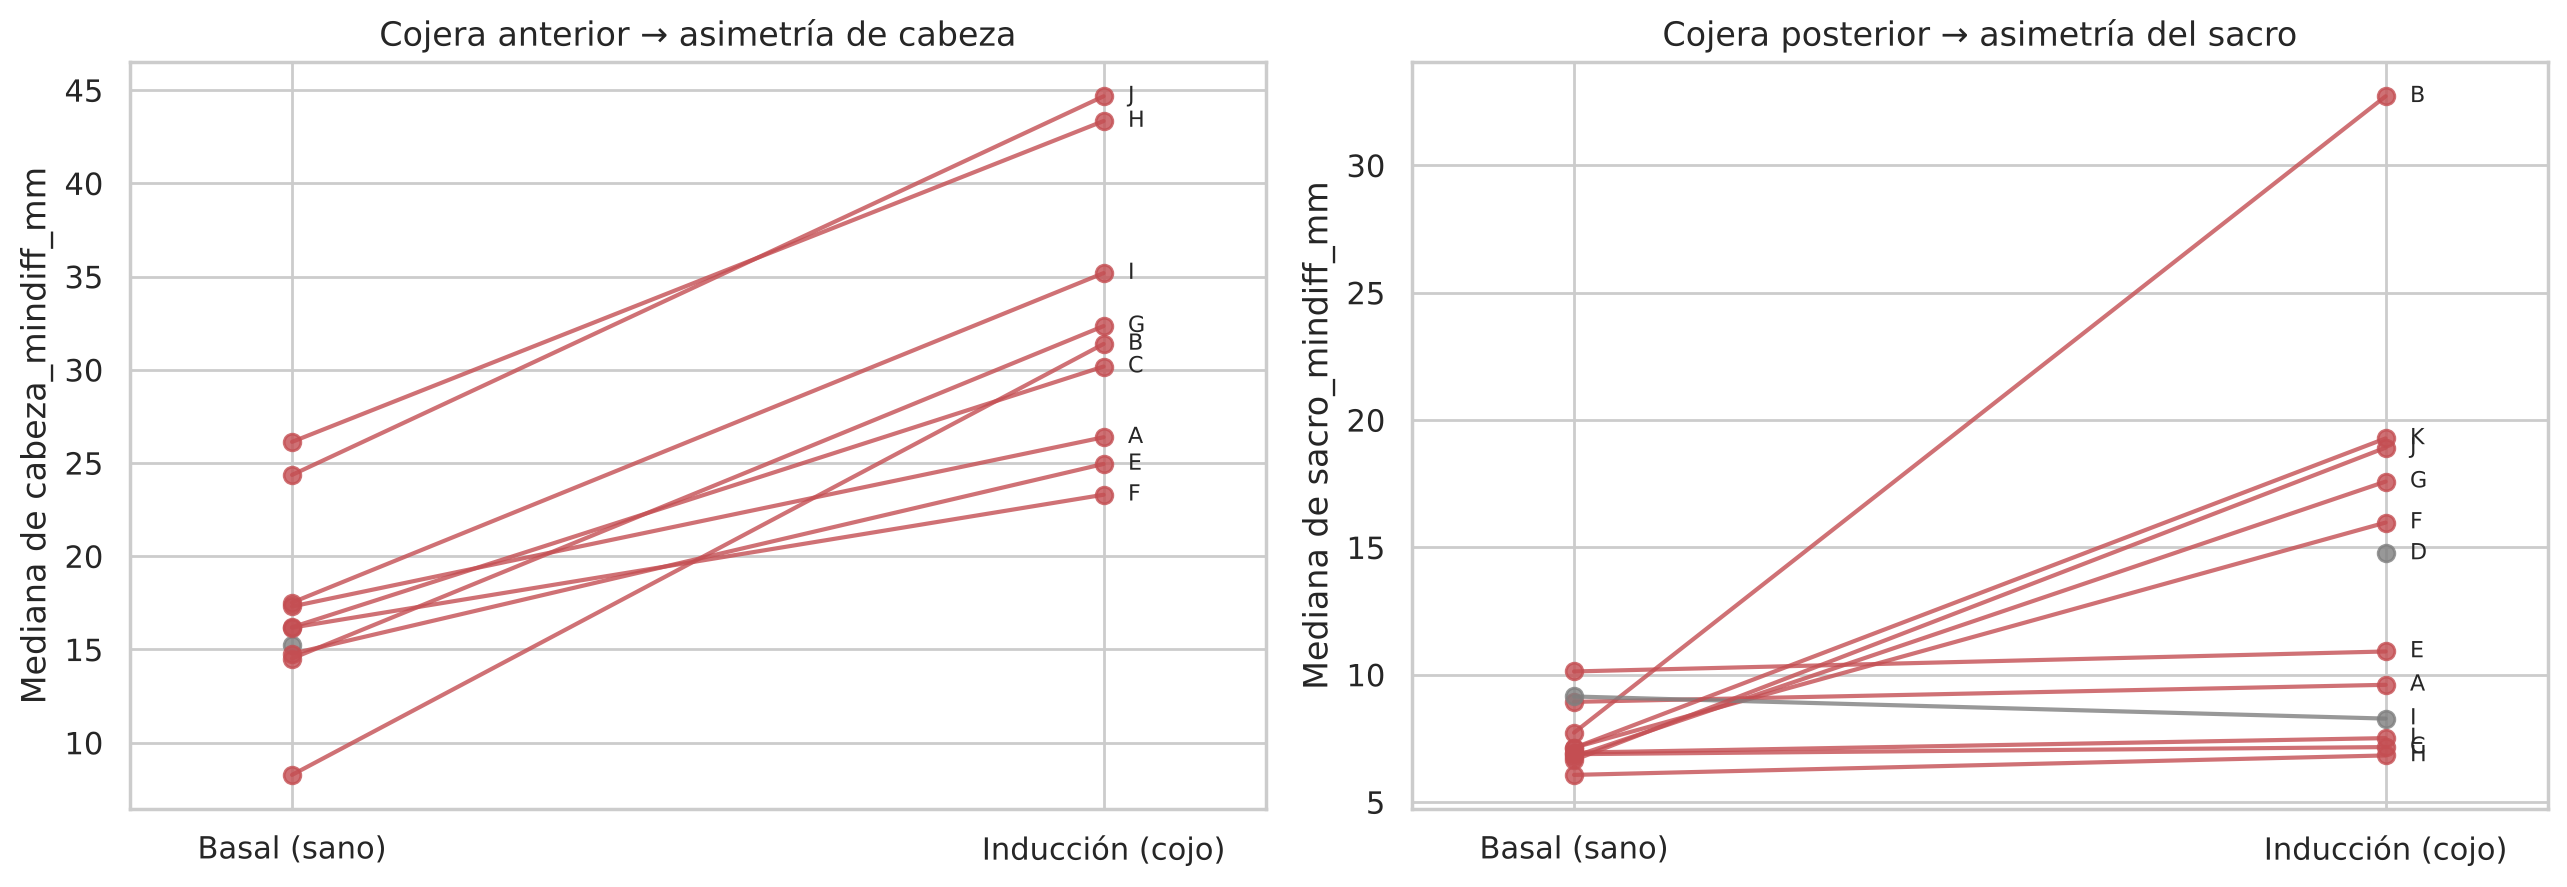 Cojera anterior → asimetría de cabeza
Mediana de cabeza_mindiff_mm
45
40
35
30
25
20
15
10
J
H
I
G
B
C
A
E
F
Basal (sano)
Inducción (cojo)
Cojera posterior → asimetría del sacro
Mediana de sacro_mindiff_mm
30
25
20
15
10
5
B
K
J
G
F
D
E
A
I
L
C
H
Basal (sano)
Inducción (cojo)